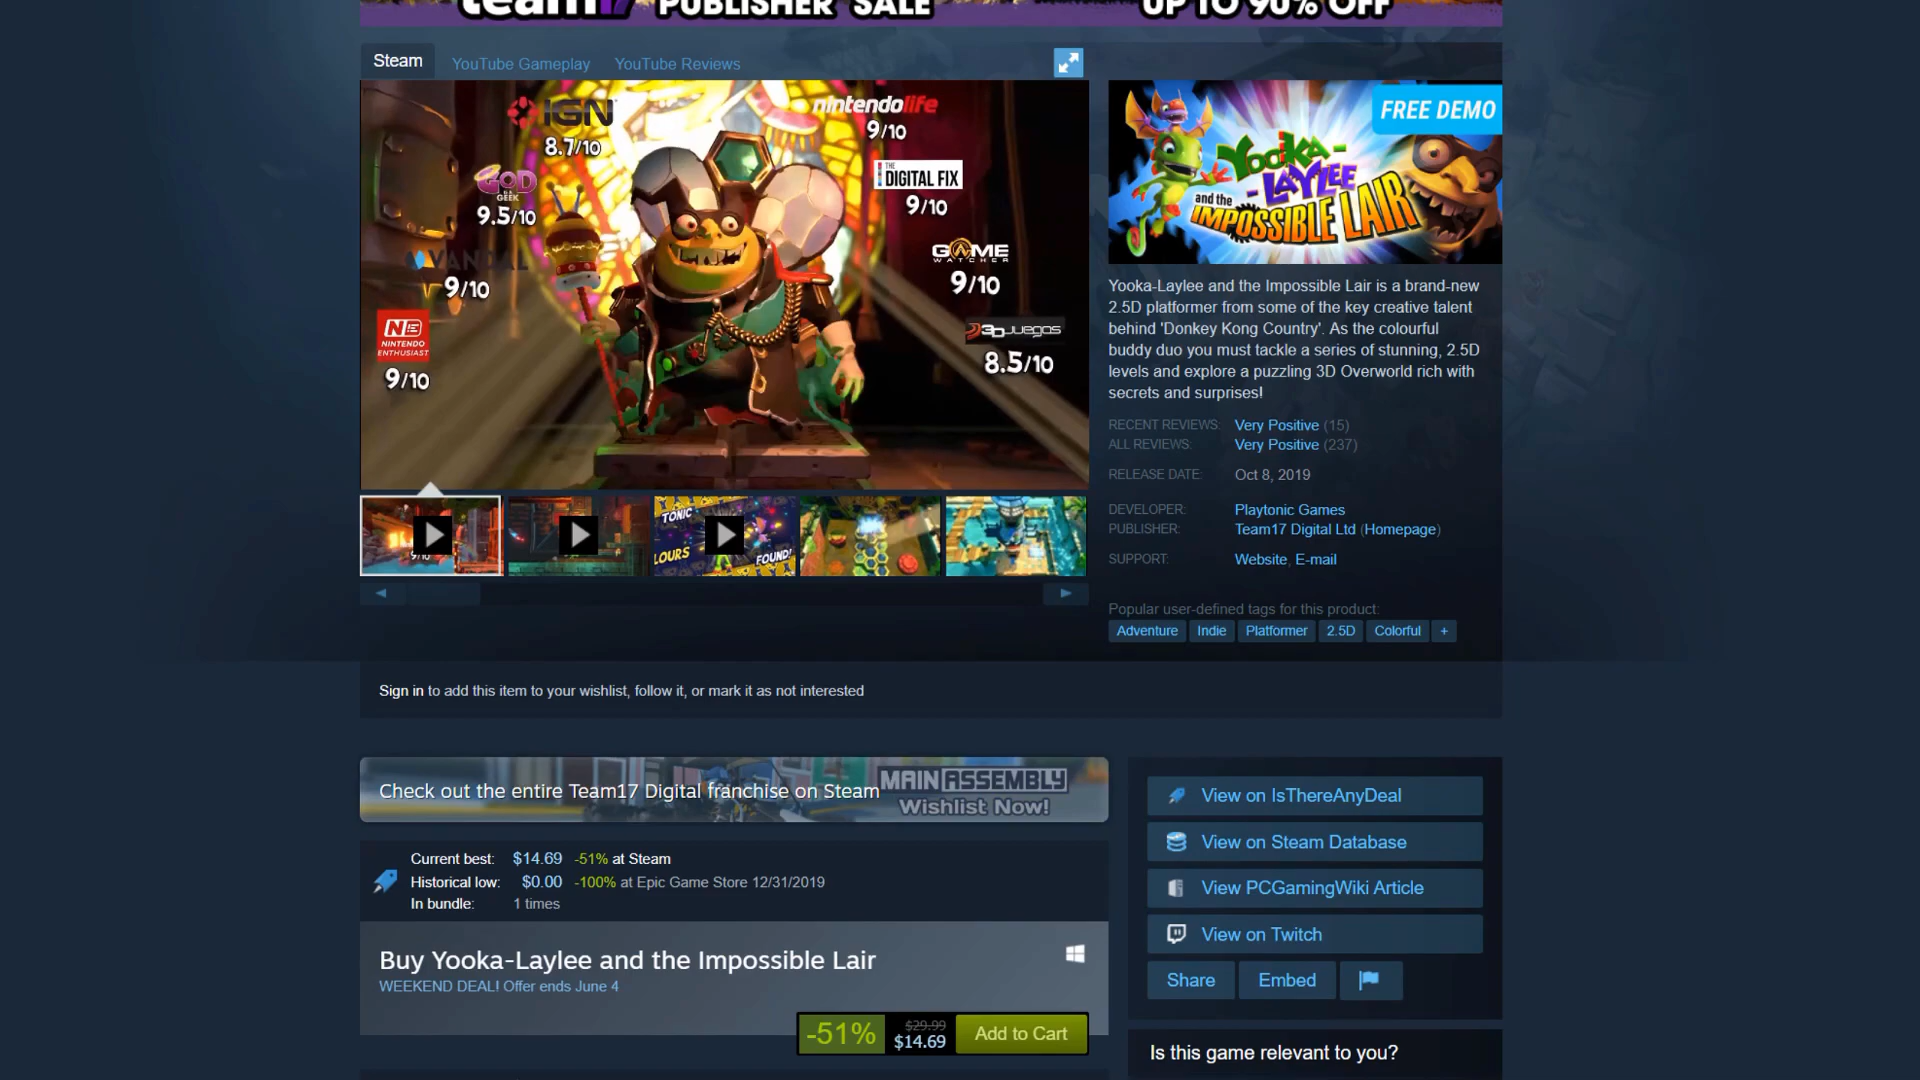 team17 PUBLISHER SALE UP TO 90% OFF
Steam YouTube Gameplay YouTube Reviews
IGN
8.7/10
nintendolife
9/10
GOD
IS A
GEEK
9.5/10
THE
DIGITAL FIX
9/10
VANDAL
9/10
GAME
WATCHER
9/10
NE
NINTENDO
ENTHUSIAST
9/10
3DJUEGOS
8.5/10
FREE DEMO
YOOKA-
-LAYLEE
and the
IMPOSSIBLE LAIR
Yooka-Laylee and the Impossible Lair is a brand-new
2.5D platformer from some of the key creative talent
behind 'Donkey Kong Country'. As the colourful
buddy duo you must tackle a series of stunning, 2.5D
levels and explore a puzzling 3D Overworld rich with
secrets and surprises!
RECENT REVIEWS: Very Positive (15)
ALL REVIEWS: Very Positive (237)
RELEASE DATE: Oct 8, 2019
DEVELOPER: Playtonic Games
PUBLISHER: Team17 Digital Ltd (Homepage)
SUPPORT: Website, E-mail
Popular user-defined tags for this product:
Adventure Indie Platformer 2.5D Colorful +
9/10
TONIC
LOURS
FOUND!
Sign in to add this item to your wishlist, follow it, or mark it as not interested
Check out the entire Team17 Digital franchise on Steam
MAIN ASSEMBLY
Wishlist Now!
Current best: $14.69 -51% at Steam
Historical low: $0.00 -100% at Epic Game Store 12/31/2019
In bundle: 1 times
Buy Yooka-Laylee and the Impossible Lair
WEEKEND DEAL! Offer ends June 4
-51% $29.99 $14.69 Add to Cart
View on IsThereAnyDeal
View on Steam Database
View PCGamingWiki Article
View on Twitch
Share Embed
Is this game relevant to you?